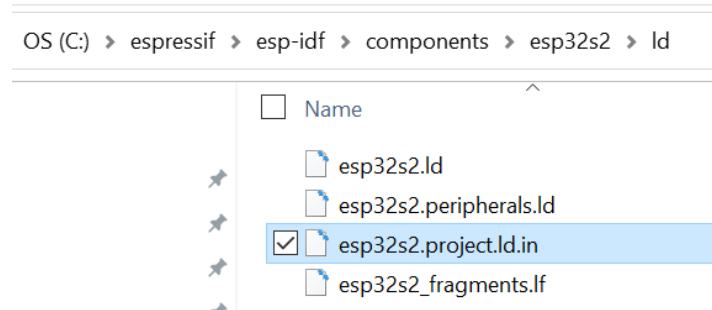 OS (C:) > espressif > esp-idf > components > esp32s2 > ld
Name
esp32s2.ld
esp32s2.peripherals.ld
esp32s2.project.ld.in
esp32s2_fragments.lf